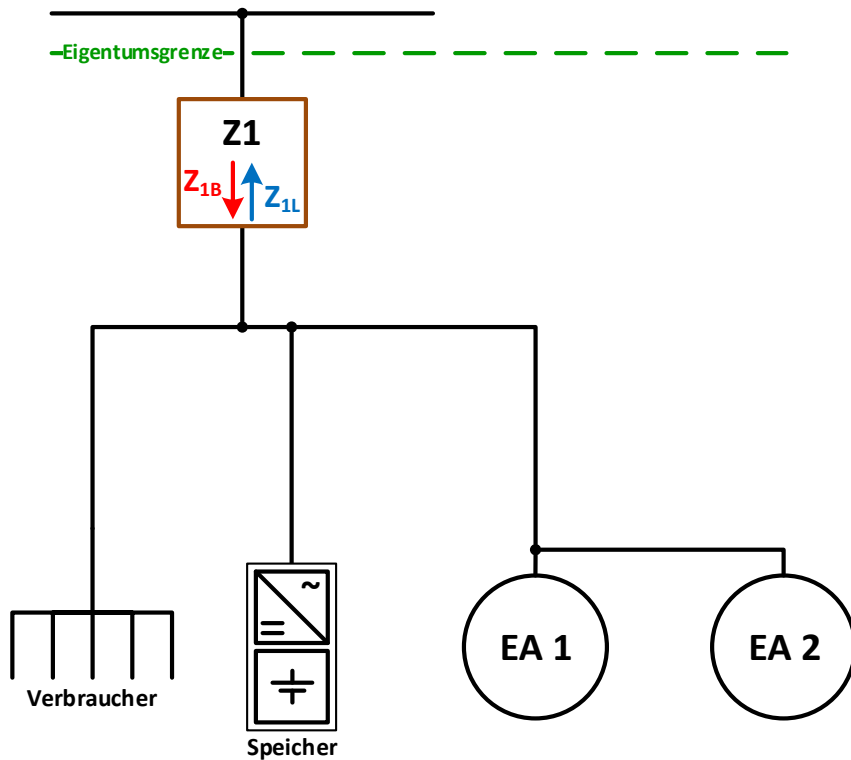 Eigentumsgrenze
Z1
Z1B
Z1L
~
EA 1
EA 2
Verbraucher
Speicher